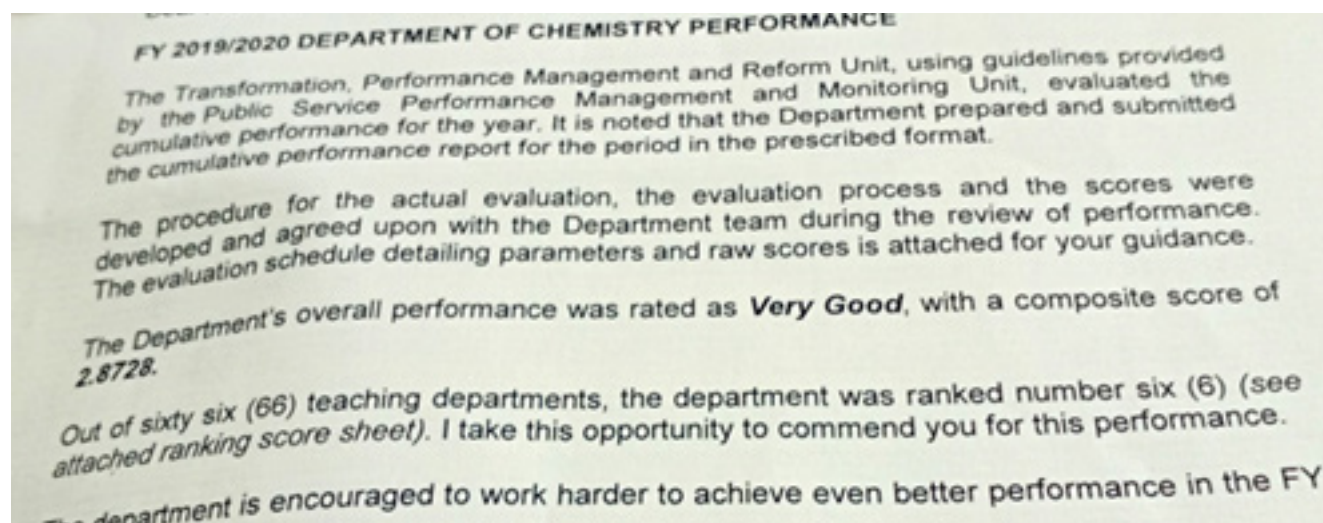 FY 2019/2020 DEPARTMENT OF CHEMISTRY PERFORMANCE
The Transformation, Performance Management and Reform Unit, using guidelines provided
by the Public Service Performance Management and Monitoring Unit, evaluated the
cumulative performance for the year. It is noted that the Department prepared and submitted
the cumulative performance report for the period in the prescribed format.
The procedure for the actual evaluation, the evaluation process and the scores were
developed and agreed upon with the Department team during the review of performance.
The evaluation schedule detailing parameters and raw scores is attached for your guidance.
The Department's overall performance was rated as Very Good, with a composite score of
2.8728.
Out of sixty six (66) teaching departments, the department was ranked number six (6) (see
attached ranking score sheet). I take this opportunity to commend you for this performance.
department is encouraged to work harder to achieve even better performance in the FY